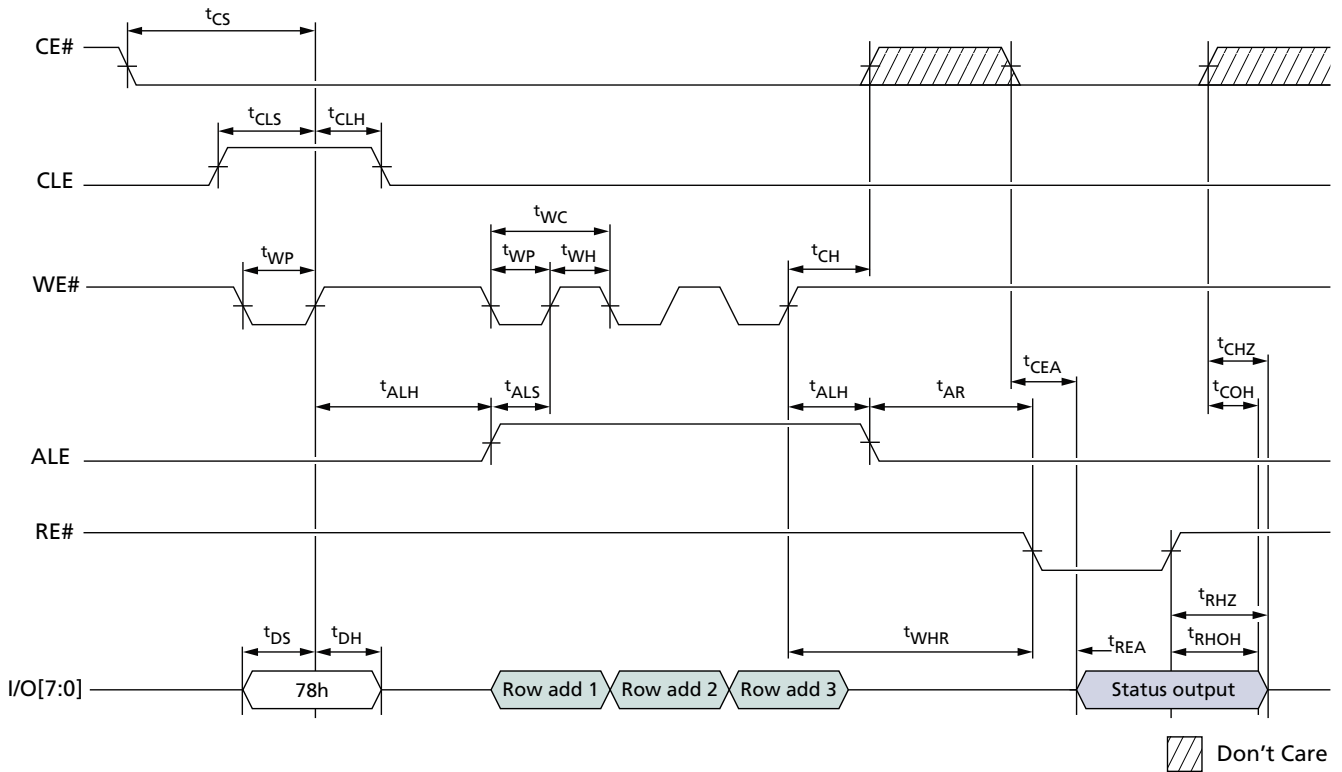 tCS
CE#
tCLS
tCLH
CLE
tWC
tWP
tWP
tWH
tCH
WE#
tCHZ
tCEA
tALH
tALS
tALH
tAR
tCOH
ALE
RE#
tRHZ
tDS
tDH
tWHR
tREA
tRHOH
I/O[7:0]
78h
Row add 1
Row add 2
Row add 3
Status output
Don't Care